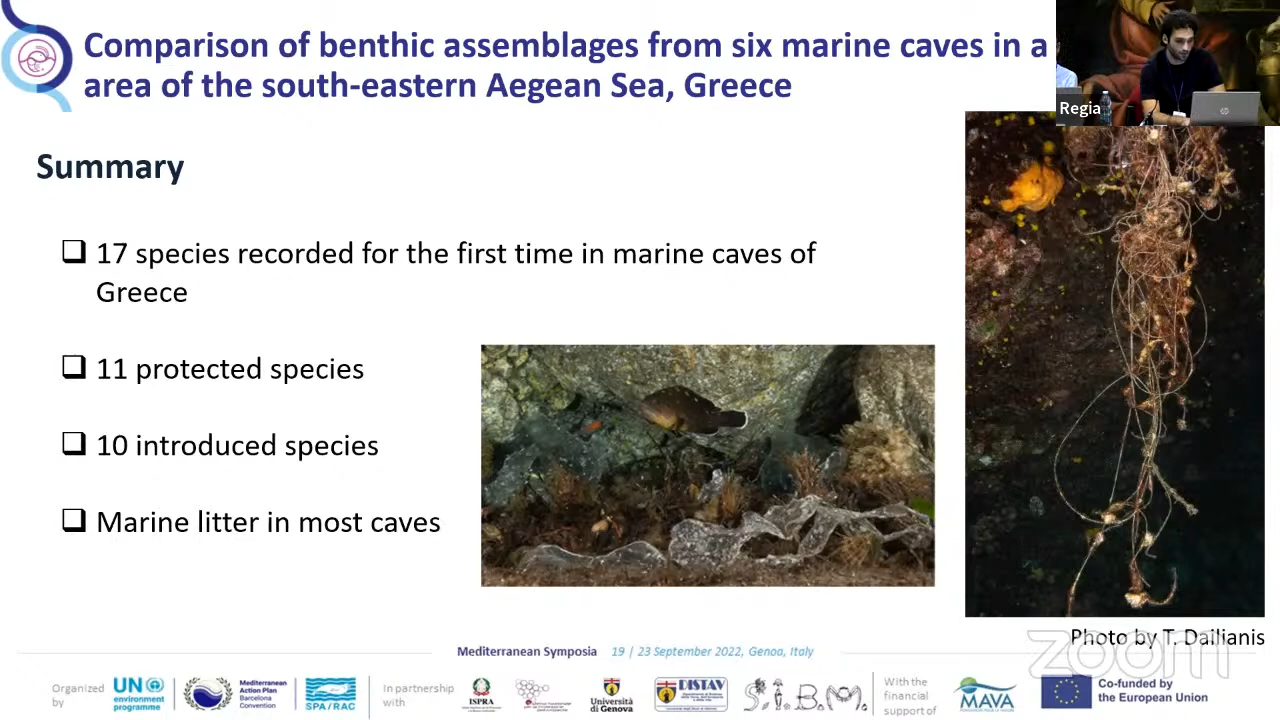 Comparison of benthic assemblages from six marine caves in a
area of the south-eastern Aegean Sea, Greece
Regia
Summary
17 species recorded for the first time in marine caves of
Greece
11 protected species
10 introduced species
Marine litter in most caves
Photo by T. Dailianis
zoom
Mediterranean Symposia 19 | 23 September 2022, Genoa, Italy
Organized
by
UN
environment
programme
Mediterranean
Action Plan
Barcelona
Convention
SPA/RAC
In partnership
with
ISPRA
Università
di Genova
DISTAV
S.I.B.M.
With the
financial
support of
MAVA
Co-funded by
the European Union